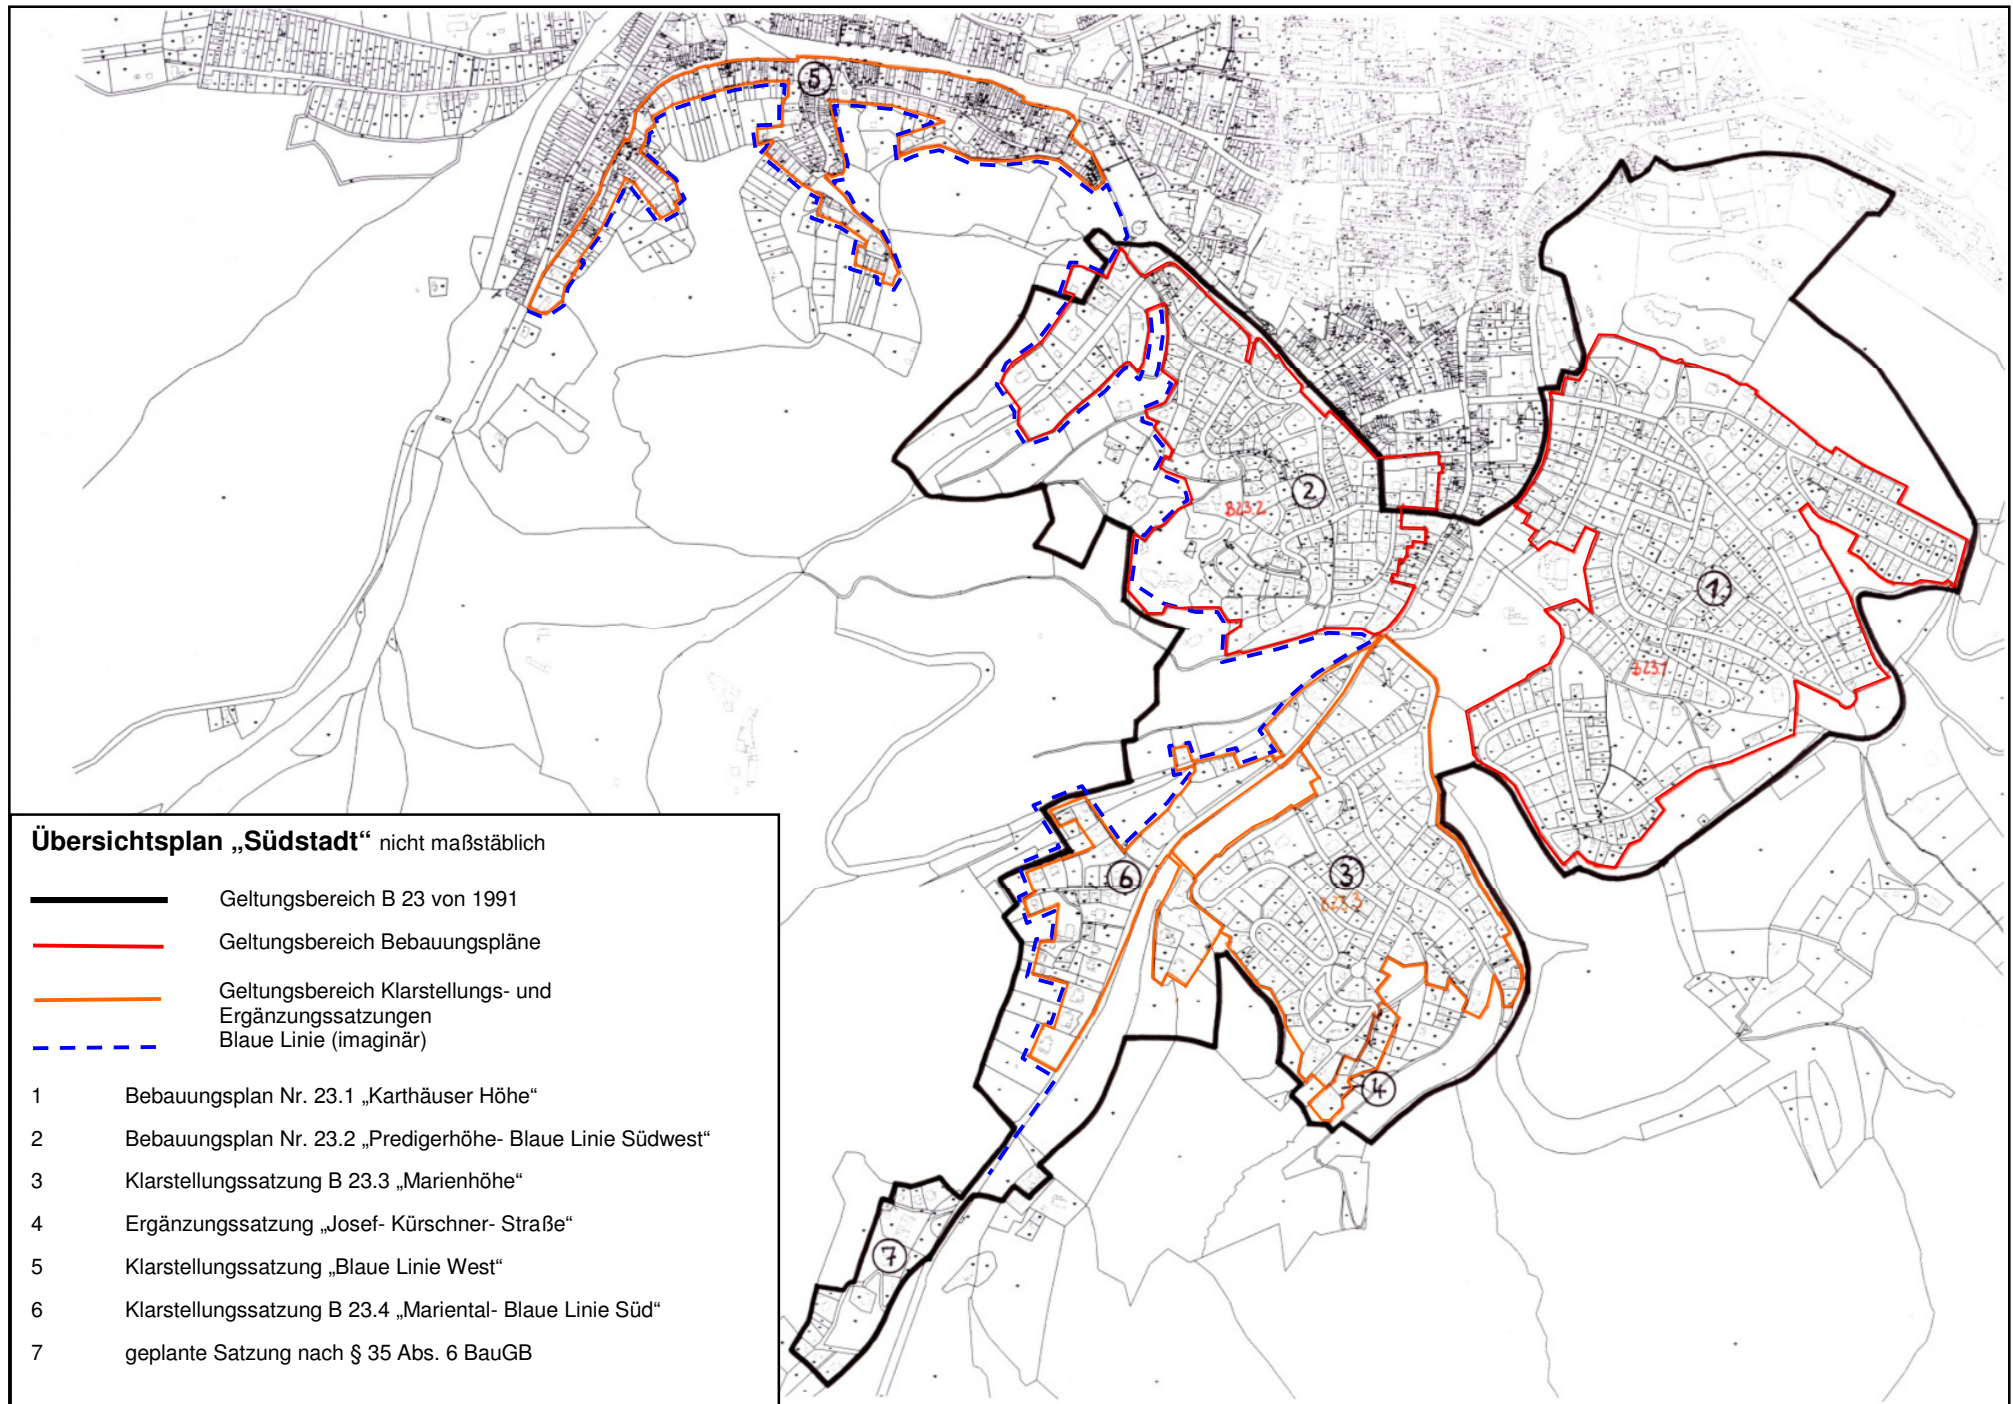 5
2
B23.2
1
B23.1
6
3
B23.3
4
7
Übersichtsplan „Südstadt“ nicht maßstäblich
Geltungsbereich B 23 von 1991
Geltungsbereich Bebauungspläne
Geltungsbereich Klarstellungs- und
Ergänzungssatzungen
Blaue Linie (imaginär)
1 Bebauungsplan Nr. 23.1 „Karthäuser Höhe“
2 Bebauungsplan Nr. 23.2 „Predigerhöhe- Blaue Linie Südwest“
3 Klarstellungssatzung B 23.3 „Marienhöhe“
4 Ergänzungssatzung „Josef- Kürschner- Straße“
5 Klarstellungssatzung „Blaue Linie West“
6 Klarstellungssatzung B 23.4 „Mariental- Blaue Linie Süd“
7 geplante Satzung nach § 35 Abs. 6 BauGB